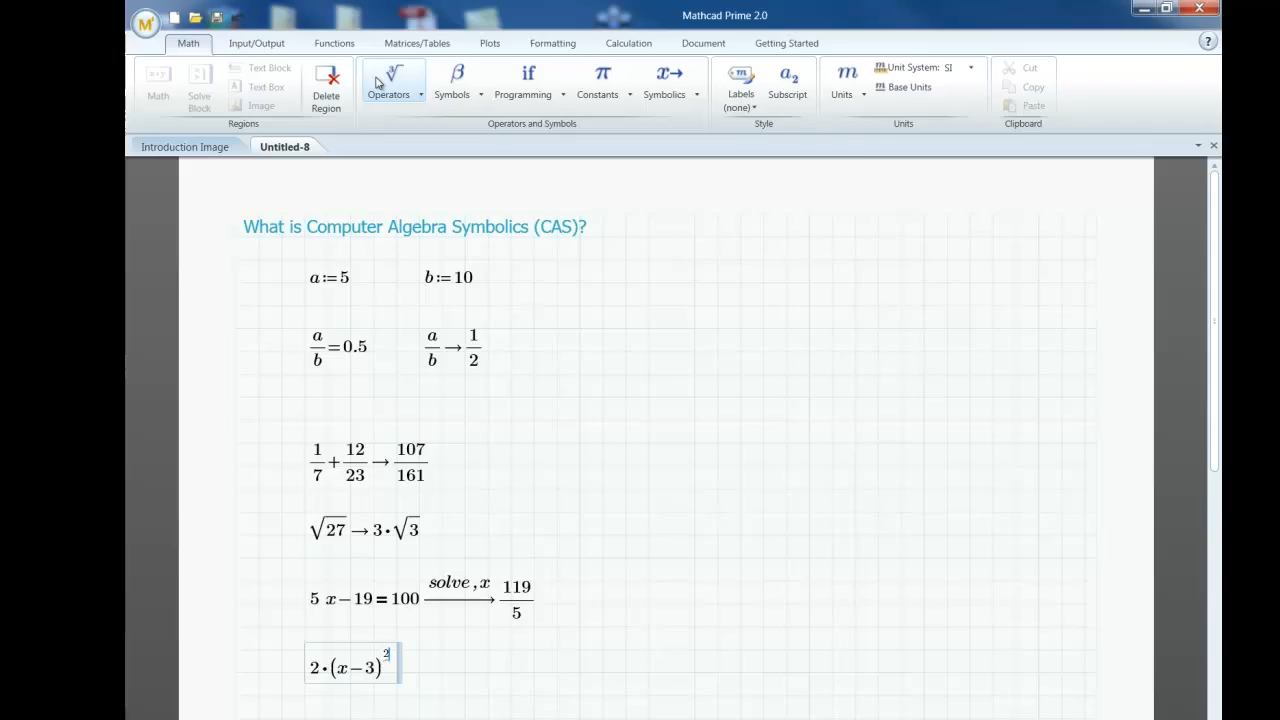 Mathcad Prime 2.0
Math Input/Output Functions Matrices/Tables Plots Formatting Calculation Document Getting Started
Math Solve Block Text Block Text Box Image Delete Region
Operators Symbols Programming Constants Symbolics
Labels (none) Subscript
Units Unit System: SI Base Units
Cut Copy Paste
Regions Operators and Symbols Style Units Clipboard
Introduction Image Untitled-8
What is Computer Algebra Symbolics (CAS)?
a:=5 b:=10
a/b=0.5 a/b→1/2
1/7+12/23→107/161
√27→3·√3
5 x−19=100 solve,x→119/5
2·(x−3)^2